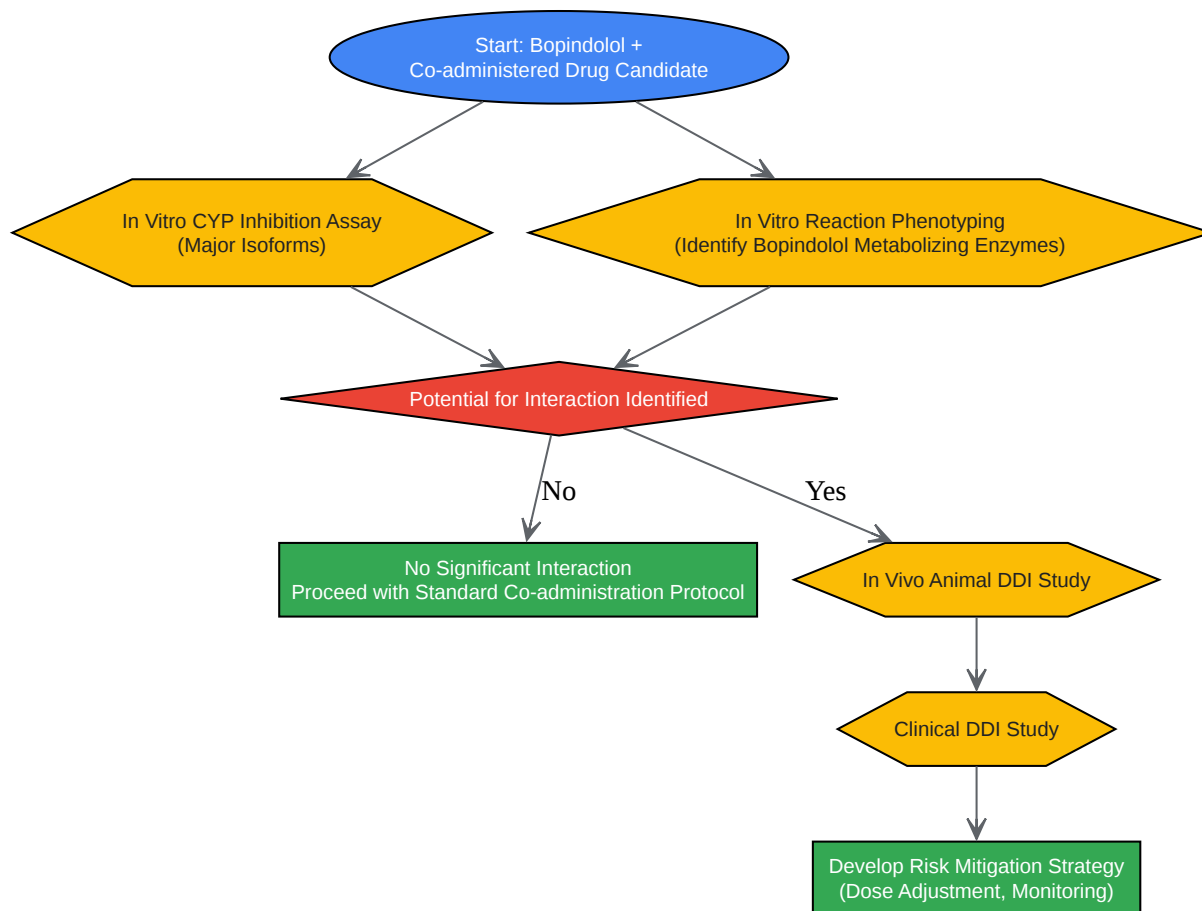 Start: Bopindolol +
Co-administered Drug Candidate
In Vitro CYP Inhibition Assay
(Major Isoforms)
In Vitro Reaction Phenotyping
(Identify Bopindolol Metabolizing Enzymes)
Potential for Interaction Identified
No
Yes
No Significant Interaction
Proceed with Standard Co-administration Protocol
In Vivo Animal DDI Study
Clinical DDI Study
Develop Risk Mitigation Strategy
(Dose Adjustment, Monitoring)